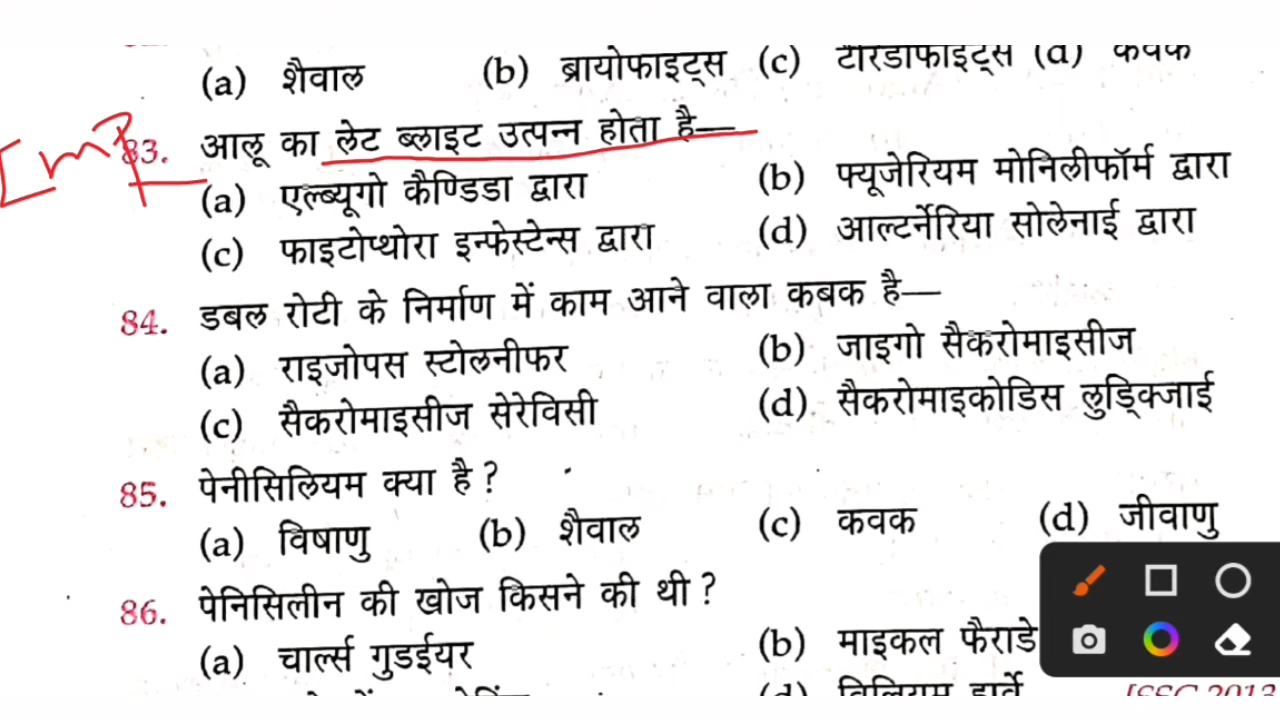 (a) शैवाल (b) ब्रायोफाइट्स (c) टेरिडोफाइट्स (d) कवक
Imp
83. आलू का लेट ब्लाइट उत्पन्न होता है—
(a) एल्ब्यूगो कैण्डिडा द्वारा (b) फ्यूजेरियम मोनिलीफॉर्म द्वारा
(c) फाइटोप्थोरा इन्फेस्टेन्स द्वारा (d) आल्टर्नेरिया सोलेनाई द्वारा
84. डबल रोटी के निर्माण में काम आने वाला कबक है—
(a) राइजोपस स्टोलनीफर (b) जाइगो सैकरोमाइसीज
(c) सैकरोमाइसीज सेरेविसी (d) सैकरोमाइकोडिस लुड्क्जिाई
85. पेनीसिलियम क्या है ?
(a) विषाणु (b) शैवाल (c) कवक (d) जीवाणु
86. पेनिसिलीन की खोज किसने की थी ?
(a) चार्ल्स गुडईयर (b) माइकल फैराडे
(d) विलियम हार्वे [SSC 2013